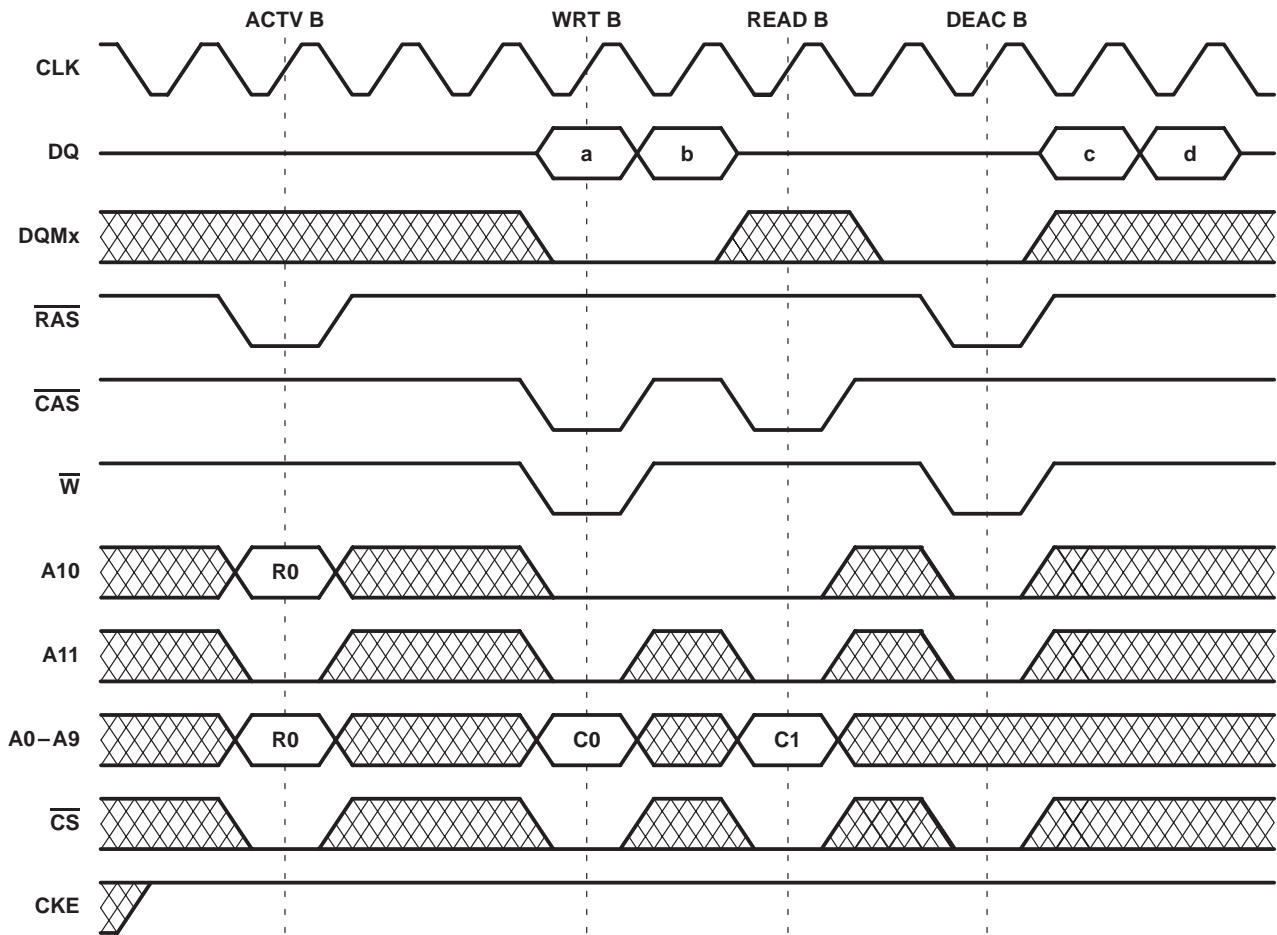 ACTV B WRT B READ B DEAC B
CLK
DQ a b c d
DQMx
RAS
CAS
W
A10 R0
A11
A0–A9 R0 C0 C1
CS
CKE